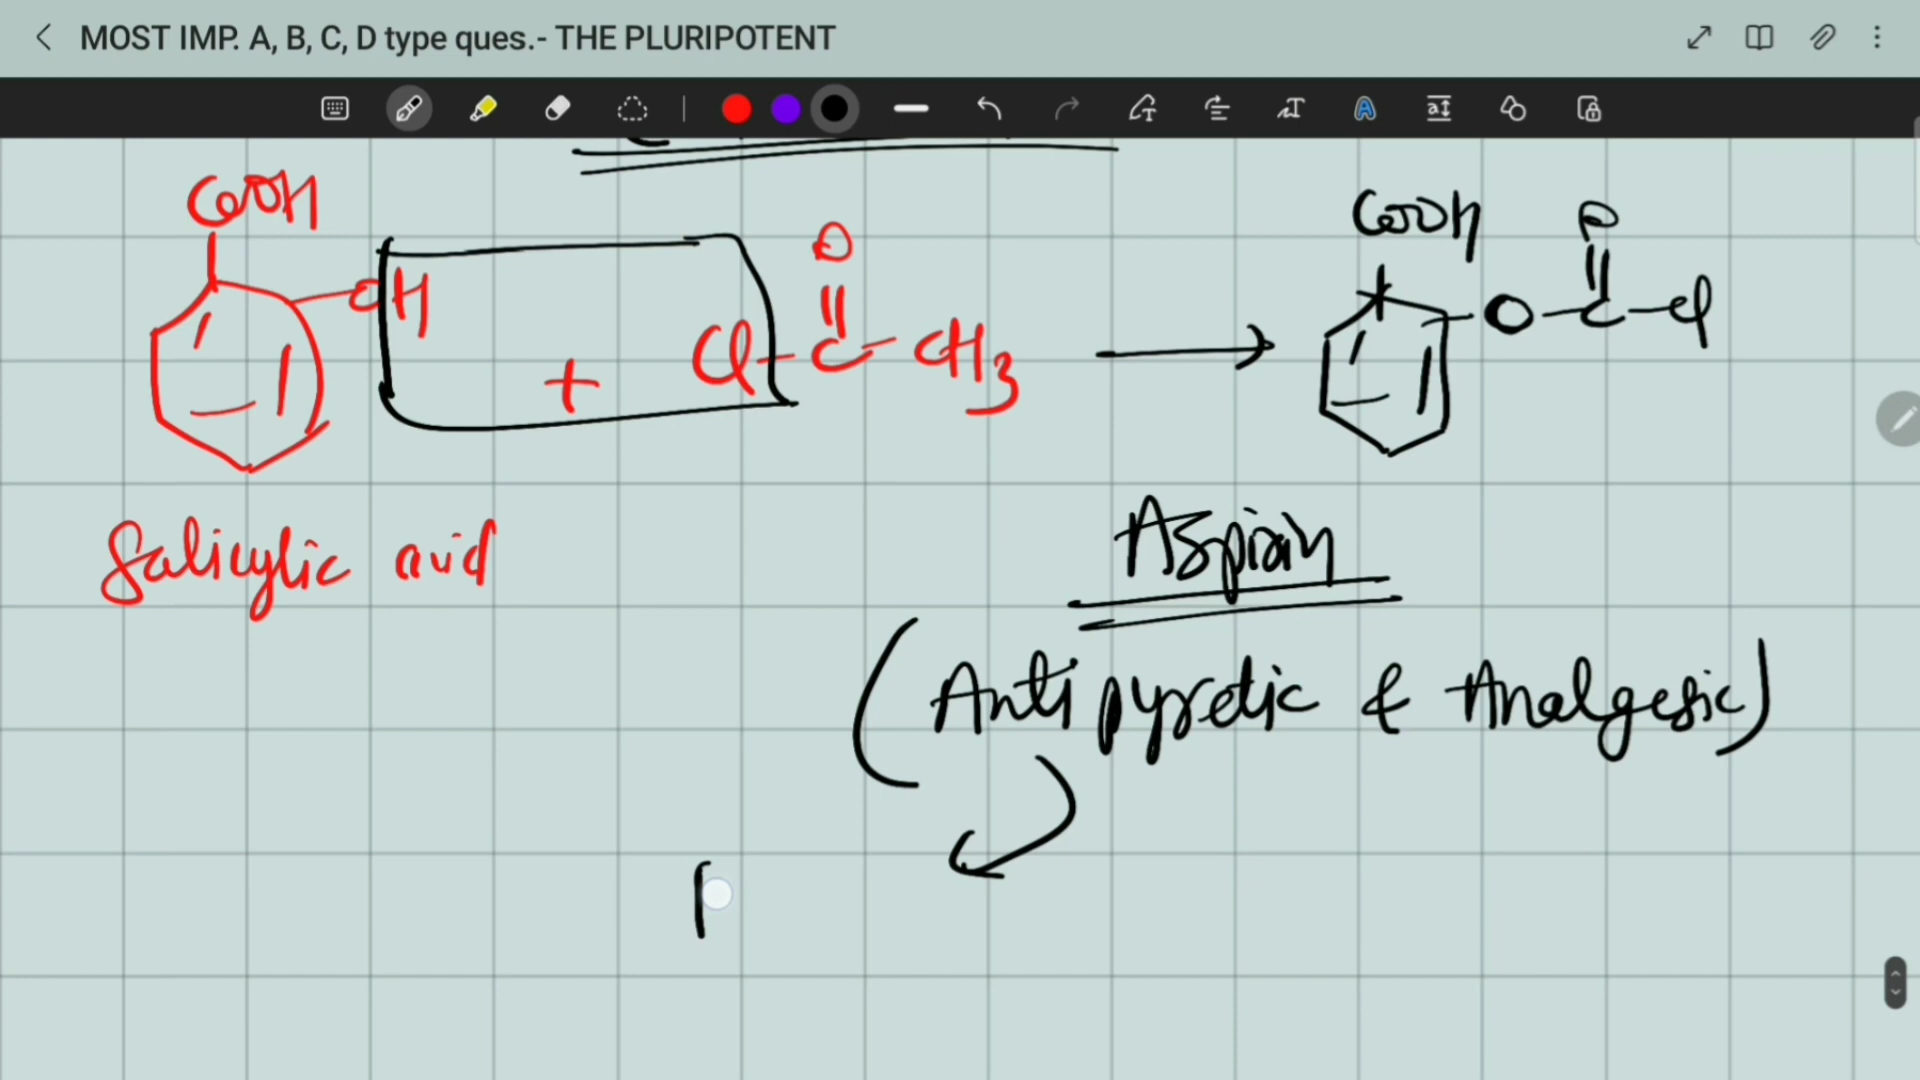 MOST IMP. A, B, C, D type ques.- THE PLURIPOTENT
COOH
OH
+
O
Cl-C-CH3
COOH
O
O-C-Cl
Salicylic acid
Aspirin
(Antipyretic & Analgesic)